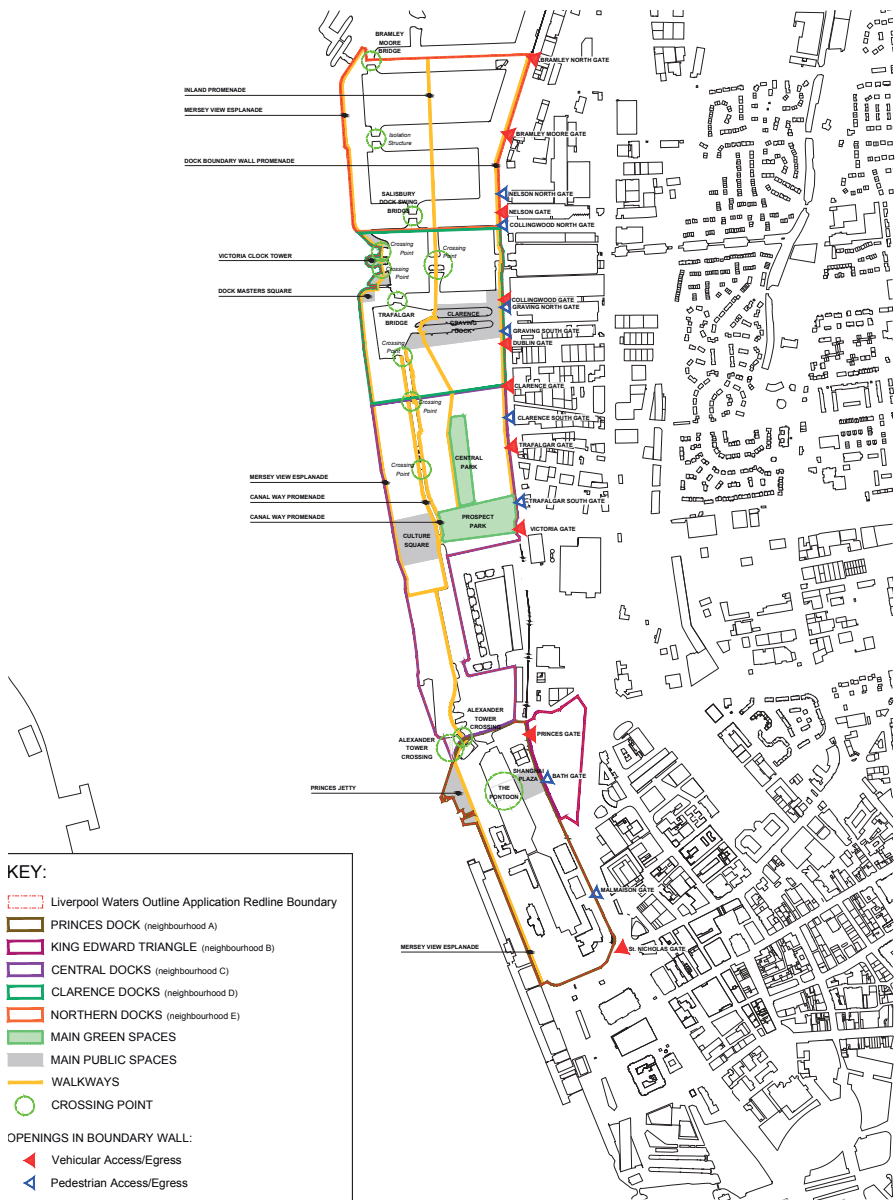 BRAMLEY
MOORE
BRIDGE
BRAMLEY NORTH GATE
INLAND PROMENADE
MERSEY VIEW ESPLANADE
BRAMLEY MOORE GATE
Isolation
Structure
DOCK BOUNDARY WALL PROMENADE
SALISBURY
DOCK SWING
BRIDGE
NELSON NORTH GATE
NELSON GATE
COLLINGWOOD NORTH GATE
Crossing
Point
Crossing
Point
VICTORIA CLOCK TOWER
Crossing
Point
DOCK MASTERS SQUARE
COLLINGWOOD GATE
GRAVING NORTH GATE
TRAFALGAR
BRIDGE
CLARENCE
GRAVING
DOCK
GRAVING SOUTH GATE
DUBLIN GATE
Crossing
Point
CLARENCE GATE
Crossing
Point
CLARENCE SOUTH GATE
TRAFALGAR GATE
CENTRAL
PARK
Crossing
Point
MERSEY VIEW ESPLANADE
CANAL WAY PROMENADE
TRAFALGAR SOUTH GATE
CANAL WAY PROMENADE
PROSPECT
PARK
VICTORIA GATE
CULTURE
SQUARE
ALEXANDER
TOWER
CROSSING
PRINCES GATE
ALEXANDER
TOWER
CROSSING
SHANGHAI
PLAZA
BATH GATE
PRINCES JETTY
THE
PONTOON
MALMAISON GATE
MERSEY VIEW ESPLANADE
St. NICHOLAS GATE
KEY:
Liverpool Waters Outline Application Redline Boundary
PRINCES DOCK (neighbourhood A)
KING EDWARD TRIANGLE (neighbourhood B)
CENTRAL DOCKS (neighbourhood C)
CLARENCE DOCKS (neighbourhood D)
NORTHERN DOCKS (neighbourhood E)
MAIN GREEN SPACES
MAIN PUBLIC SPACES
WALKWAYS
CROSSING POINT
OPENINGS IN BOUNDARY WALL:
Vehicular Access/Egress
Pedestrian Access/Egress